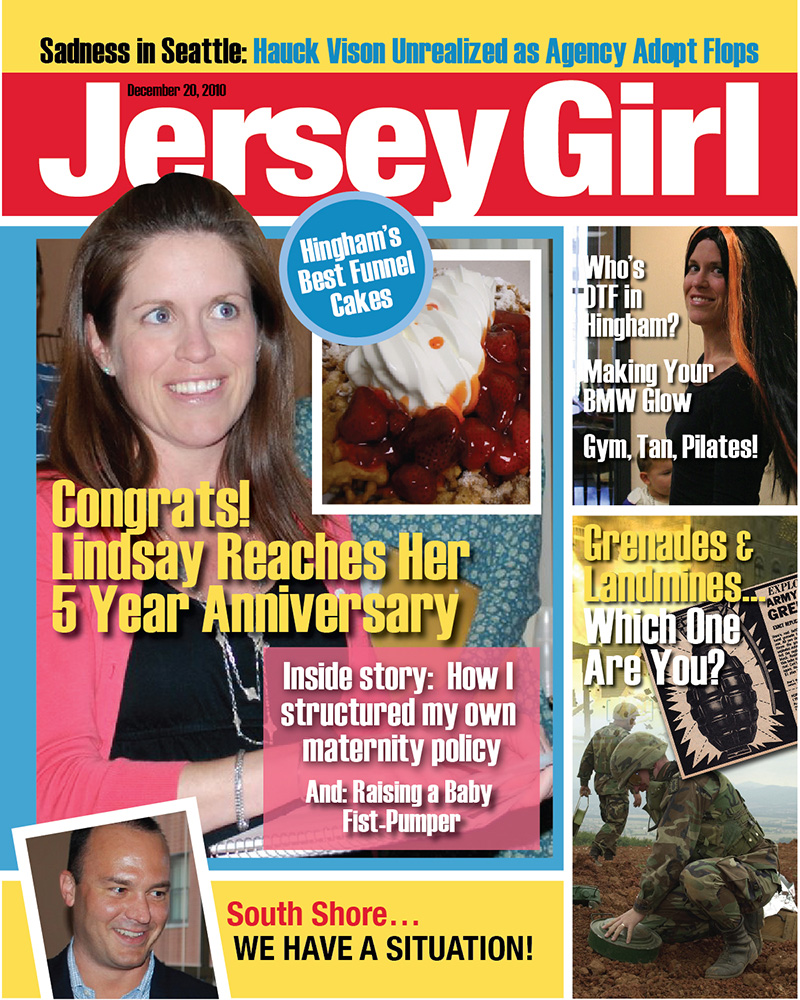 Sadness in Seattle: Hauck Vison Unrealized as Agency Adopt Flops
December 20, 2010
Jersey Girl
Hingham's
Best Funnel
Cakes
Who's
DTF in
Hingham?
Making Your
BMW Glow
Gym, Tan, Pilates!
Congrats!
Lindsay Reaches Her
5 Year Anniversary
Inside story: How I
structured my own
maternity policy
And: Raising a Baby
Fist-Pumper
Grenades &
Landmines...
Which One
Are You?
EXPLO
ARMY
GRE
South Shore...
WE HAVE A SITUATION!